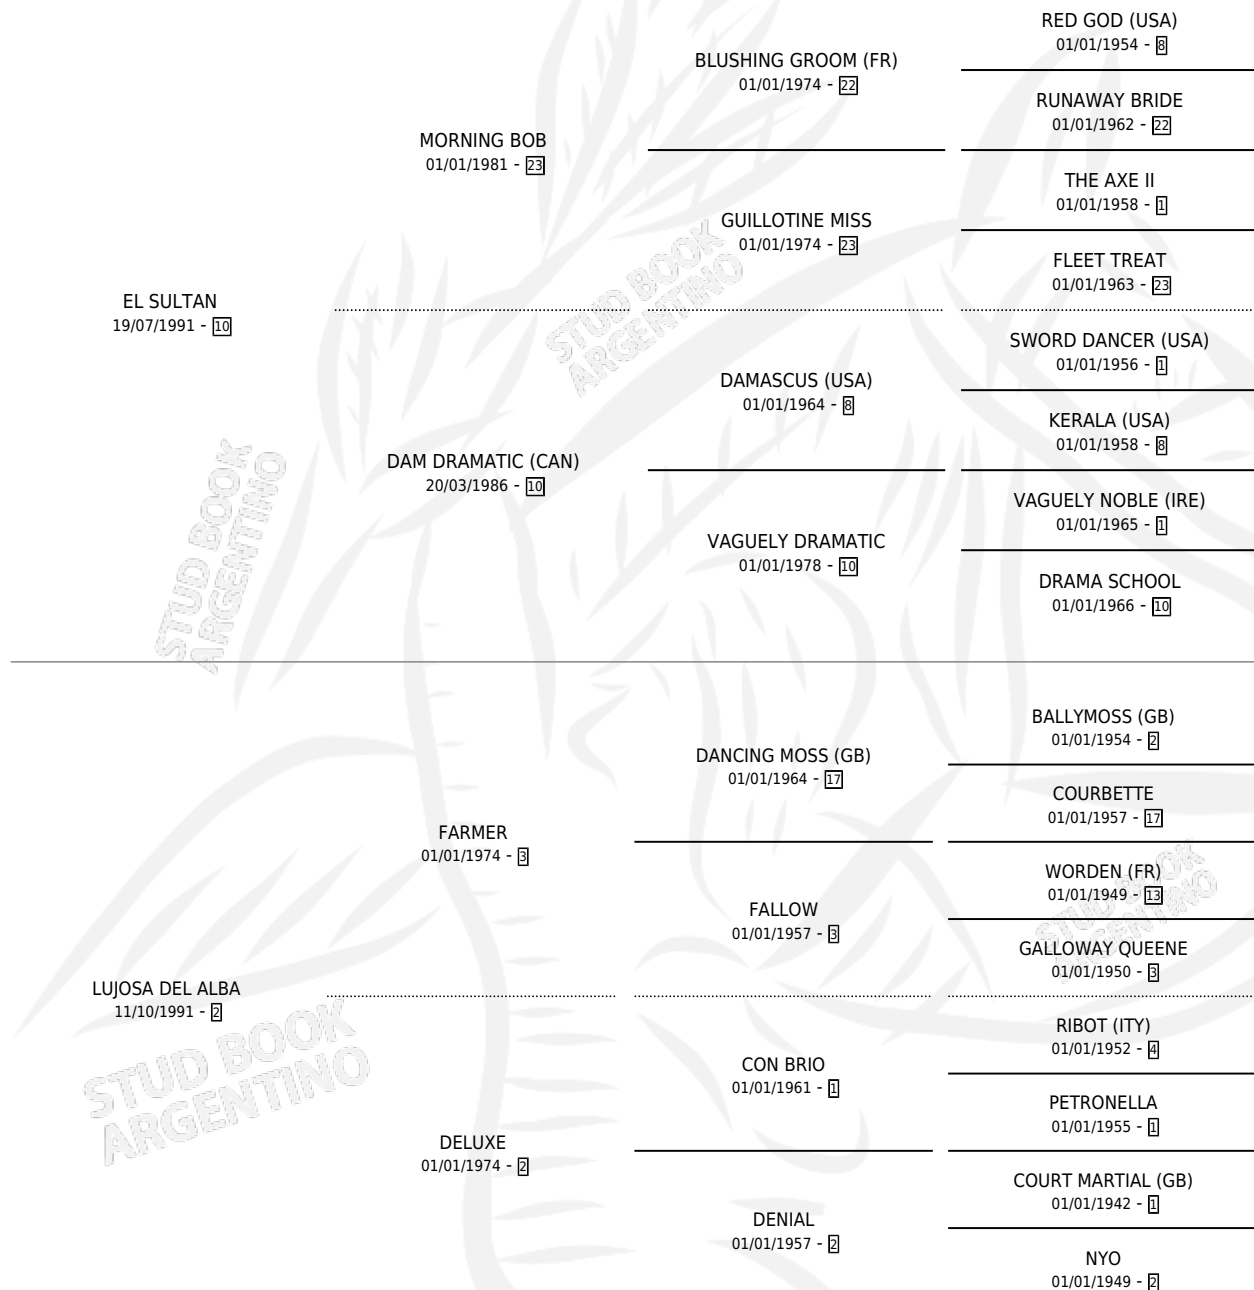 RED GOD (USA)
01/01/1954 - 8
BLUSHING GROOM (FR)
01/01/1974 - 22
RUNAWAY BRIDE
01/01/1962 - 22
MORNING BOB
01/01/1981 - 23
THE AXE II
01/01/1958 - 1
GUILLOTINE MISS
01/01/1974 - 23
FLEET TREAT
01/01/1963 - 23
EL SULTAN
19/07/1991 - 10
STUD BOOK
ARGENTINO
SWORD DANCER (USA)
01/01/1956 - 1
DAMASCUS (USA)
01/01/1964 - 8
KERALA (USA)
01/01/1958 - 8
DAM DRAMATIC (CAN)
20/03/1986 - 10
VAGUELY NOBLE (IRE)
01/01/1965 - 1
VAGUELY DRAMATIC
01/01/1978 - 10
DRAMA SCHOOL
01/01/1966 - 10
STUD BOOK
ARGENTINO
BALLYMOSS (GB)
01/01/1954 - 2
DANCING MOSS (GB)
01/01/1964 - 17
COURBETTE
01/01/1957 - 17
FARMER
01/01/1974 - 3
WORDEN (FR)
01/01/1949 - 13
STUD BOOK
ARGENTINO
FALLOW
01/01/1957 - 3
GALLOWAY QUEENE
01/01/1950 - 3
LUJOSA DEL ALBA
11/10/1991 - 2
STUD BOOK
ARGENTINO
RIBOT (ITY)
01/01/1952 - 4
CON BRIO
01/01/1961 - 1
PETRONELLA
01/01/1955 - 1
DELUXE
01/01/1974 - 2
COURT MARTIAL (GB)
01/01/1942 - 1
DENIAL
01/01/1957 - 2
NYO
01/01/1949 - 2